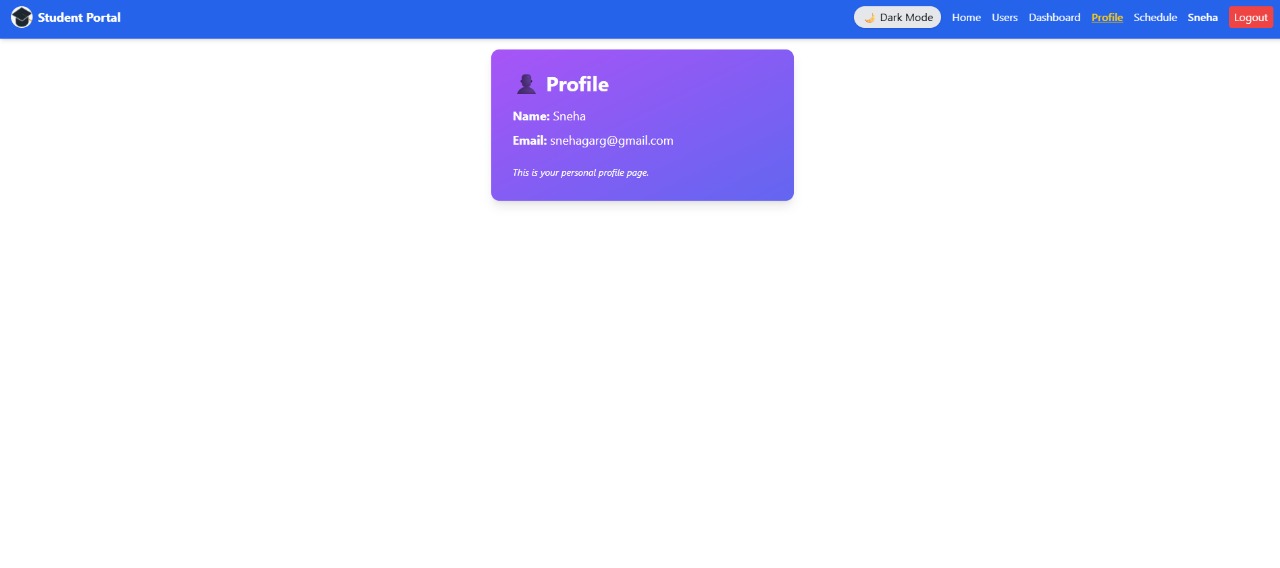 Student Portal
🌙 Dark Mode Home Users Dashboard Profile Schedule Sneha Logout
👤 Profile
Name: Sneha
Email: snehagarg@gmail.com
This is your personal profile page.